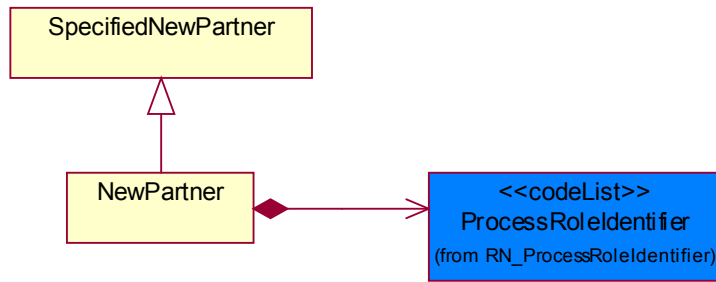 SpecifiedNewPartner
NewPartner
<<codeList>>
ProcessRoleIdentifier
(from RN_ProcessRoleIdentifier)